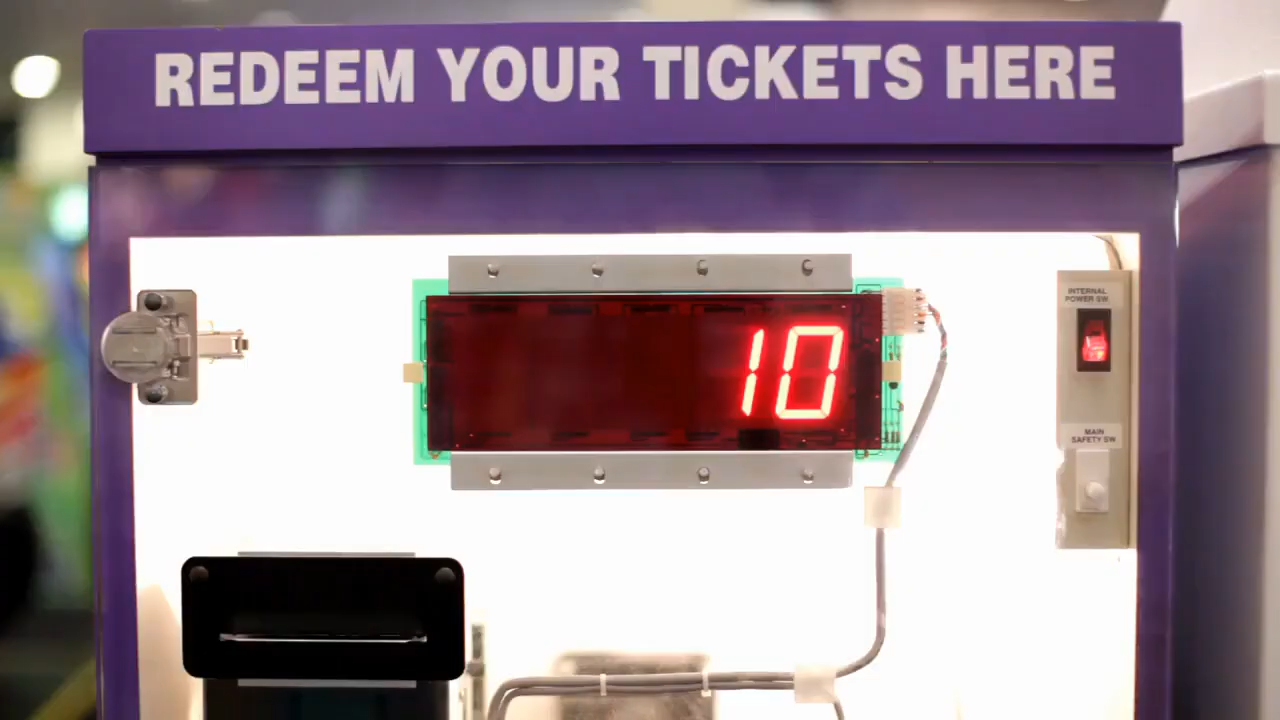 REDEEM YOUR TICKETS HERE
INTERNAL
POWER SW.
10
MAIN
SAFETY SW